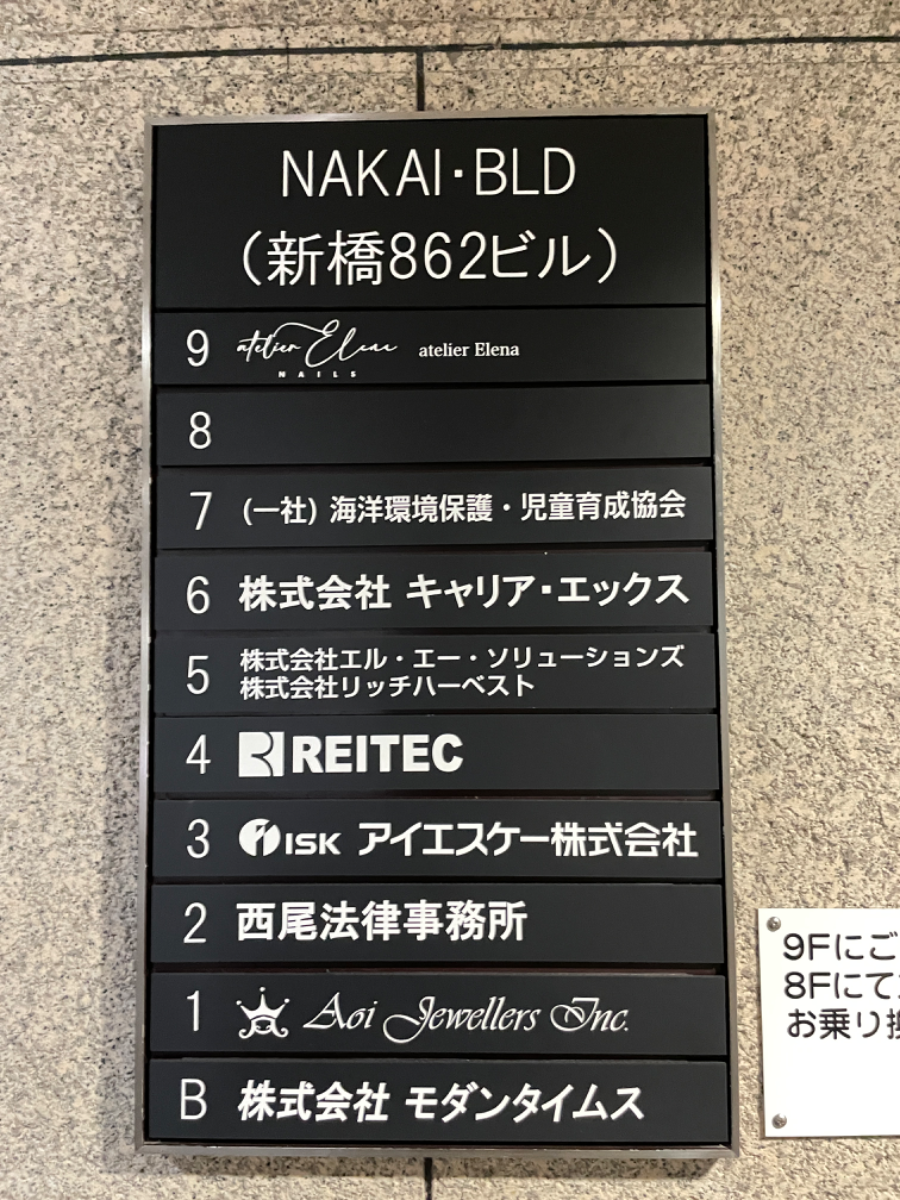 NAKAI・BLD
（新橋862ビル）
9 atelier Elena NAILS atelier Elena
8
7 (一社) 海洋環境保護・児童育成協会
6 株式会社 キャリア・エックス
5 株式会社エル・エー・ソリューションズ
株式会社リッチハーベスト
4 REITEC
3 ISK アイエスケー株式会社
2 西尾法律事務所
1 Aoi Jewellers Inc.
B 株式会社 モダンタイムス
9Fにご
8Fにて
お乗り換